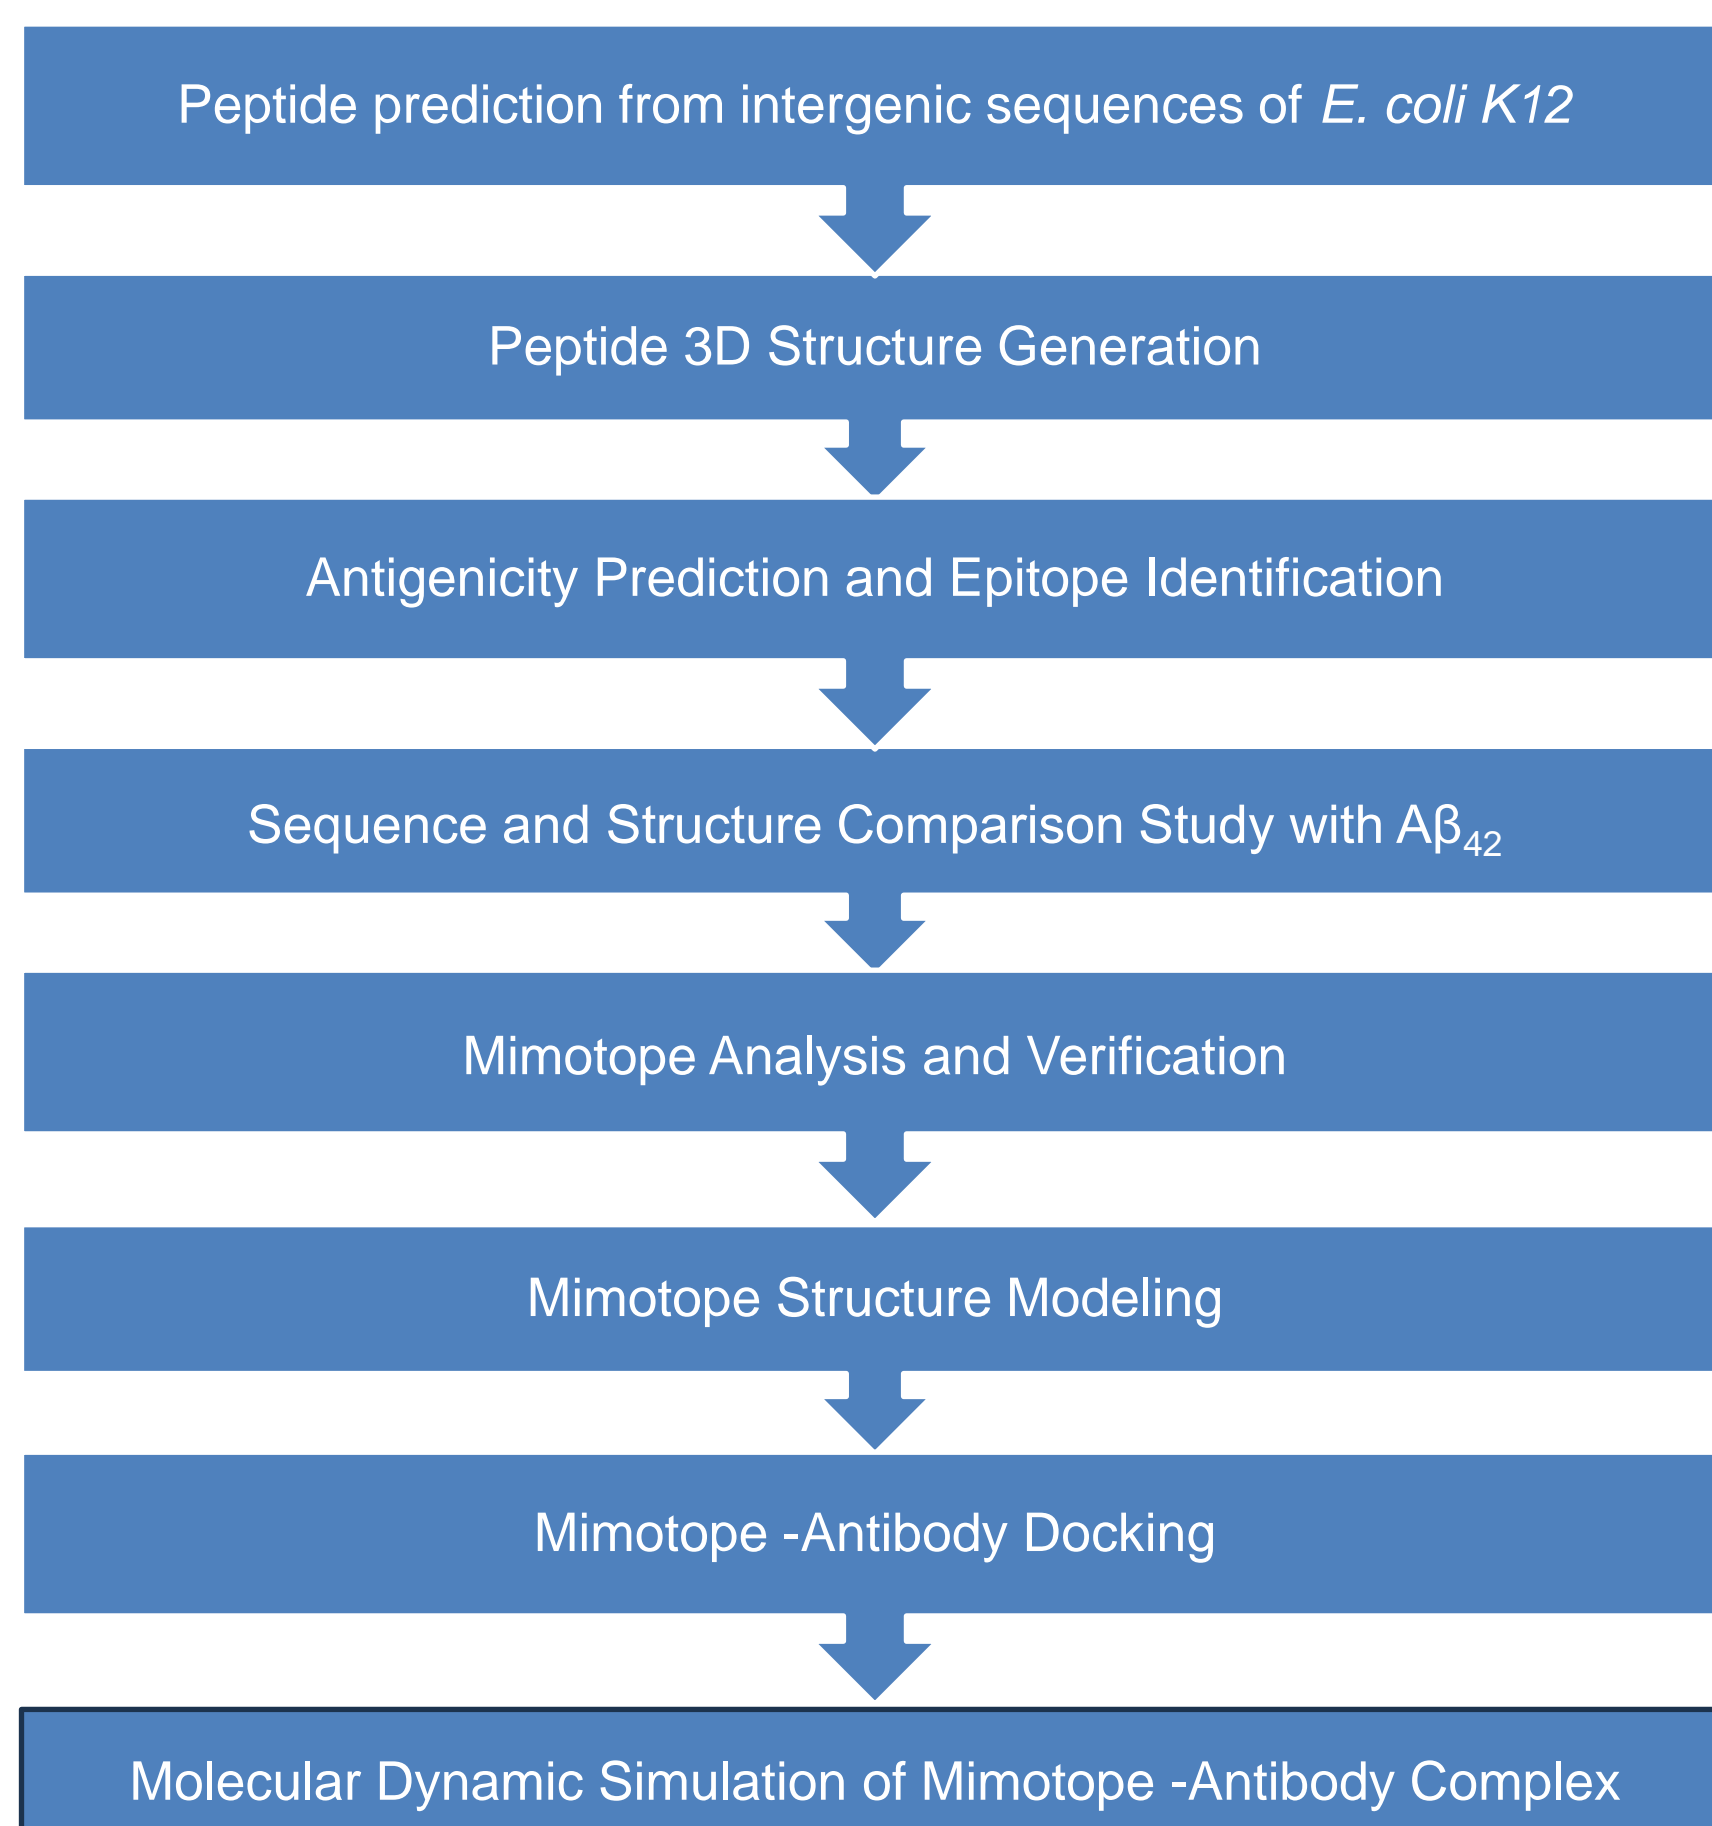 Peptide prediction from intergenic sequences of E. coli K12
Peptide 3D Structure Generation
Antigenicity Prediction and Epitope Identification
Sequence and Structure Comparison Study with Aβ₄₂
Mimotope Analysis and Verification
Mimotope Structure Modeling
Mimotope -Antibody Docking
Molecular Dynamic Simulation of Mimotope -Antibody Complex